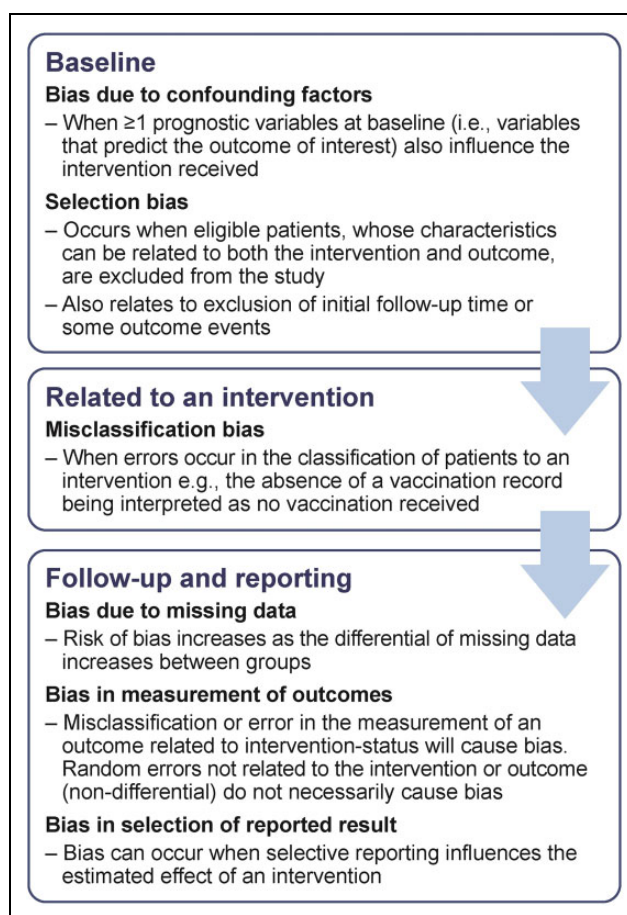 Baseline
Bias due to confounding factors
– When ≥1 prognostic variables at baseline (i.e., variables
that predict the outcome of interest) also influence the
intervention received
Selection bias
– Occurs when eligible patients, whose characteristics
can be related to both the intervention and outcome,
are excluded from the study
– Also relates to exclusion of initial follow-up time or
some outcome events
Related to an intervention
Misclassification bias
– When errors occur in the classification of patients to an
intervention e.g., the absence of a vaccination record
being interpreted as no vaccination received
Follow-up and reporting
Bias due to missing data
– Risk of bias increases as the differential of missing data
increases between groups
Bias in measurement of outcomes
– Misclassification or error in the measurement of an
outcome related to intervention-status will cause bias.
Random errors not related to the intervention or outcome
(non-differential) do not necessarily cause bias
Bias in selection of reported result
– Bias can occur when selective reporting influences the
estimated effect of an intervention